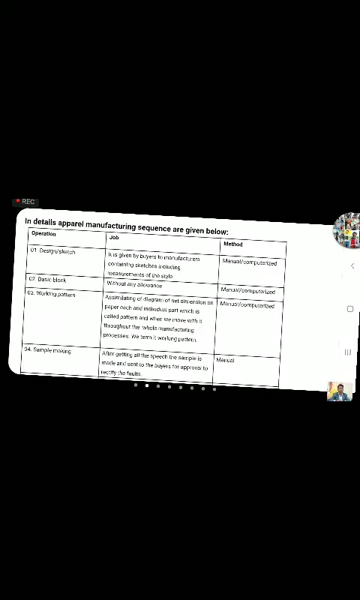 REC
In details apparel manufacturing sequence are given below:
Operation
Job
Method
01. Design/sketch
It is given by buyers to manufacturers
containing sketches including
measurements of the style
Manual/computerized
02. Basic block
Without any allowance
Manual/computerized
03. Working pattern
Assimilating of diagram of net dimension on
paper each and individual part which is
called pattern and when we move with it
throughout the whole manufacturing
processes. We term it working pattern.
Manual/computerized
04. Sample making
After getting all the the sample is
made and sent to the buyers for approval to
rectify the faults.
Manual